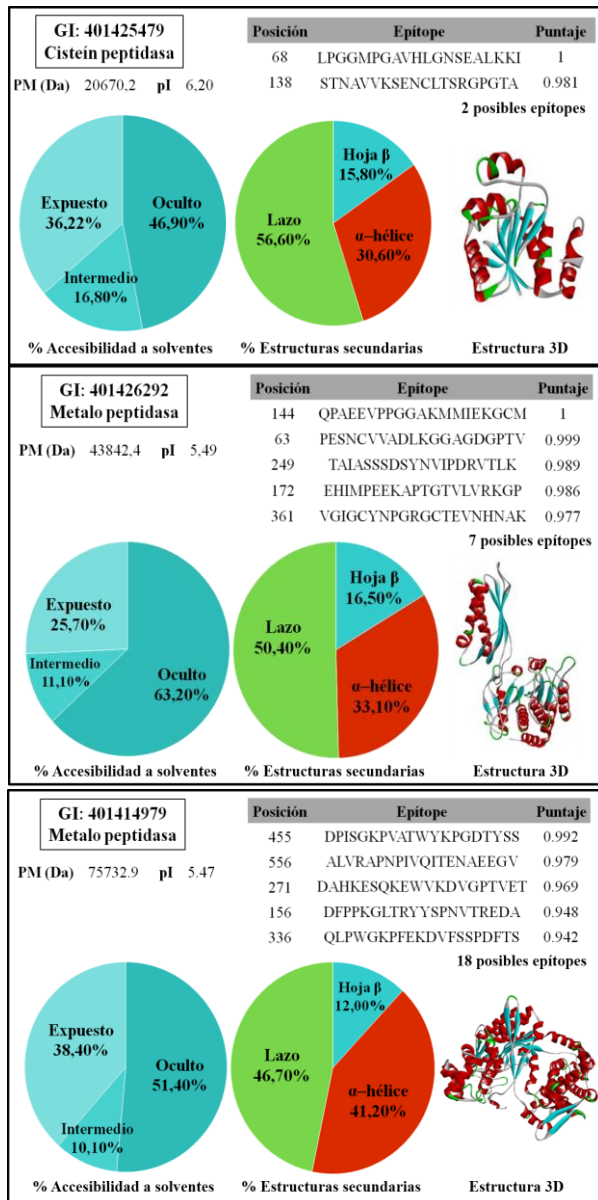 GI: 401425479
Cisteín peptidasa
PM (Da) 20670,2 pI 6,20
Posición Epítope Puntaje
68 LPGGMPGAVHLGNSEALKKI 1
138 STNAVVKSENCLTSRGPGTA 0.981
2 posibles epítopes
Expuesto
36,22%
Oculto
46,90%
Intermedio
16,80%
% Accesibilidad a solventes
Hoja β
15,80%
Lazo
56,60%
α–hélice
30,60%
% Estructuras secundarias
Estructura 3D
GI: 401426292
Metalo peptidasa
PM (Da) 43842,4 pI 5,49
Posición Epítope Puntaje
144 QPAEEVPPGGAKMMIEKGCM 1
63 PESNCVVADLKGGAGDGPTV 0.999
249 TAIASSSDSYNVIPDRVTLK 0.989
172 EHIMPEEKAPTGTVLVRKGP 0.986
361 VGIGCYNPGRGCTEVNHNAK 0.977
7 posibles epítopes
Expuesto
25,70%
Intermedio
11,10%
Oculto
63,20%
% Accesibilidad a solventes
Hoja β
16,50%
Lazo
50,40%
α–hélice
33,10%
% Estructuras secundarias
Estructura 3D
GI: 401414979
Metalo peptidasa
PM (Da) 75732.9 pI 5.47
Posición Epítope Puntaje
455 DPISGKPVATWYKPGDTYSS 0.992
556 ALVRAPNPIVQITENAEEGV 0.979
271 DAHKESQKEWVKDVGPTVET 0.969
156 DFPPKGLTRYYSPNVTREDA 0.948
336 QLPWGKPFEKDVFSSPDFTS 0.942
18 posibles epítopes
Expuesto
38,40%
Oculto
51,40%
Intermedio
10,10%
% Accesibilidad a solventes
Hoja β
12,00%
Lazo
46,70%
α–hélice
41,20%
% Estructuras secundarias
Estructura 3D